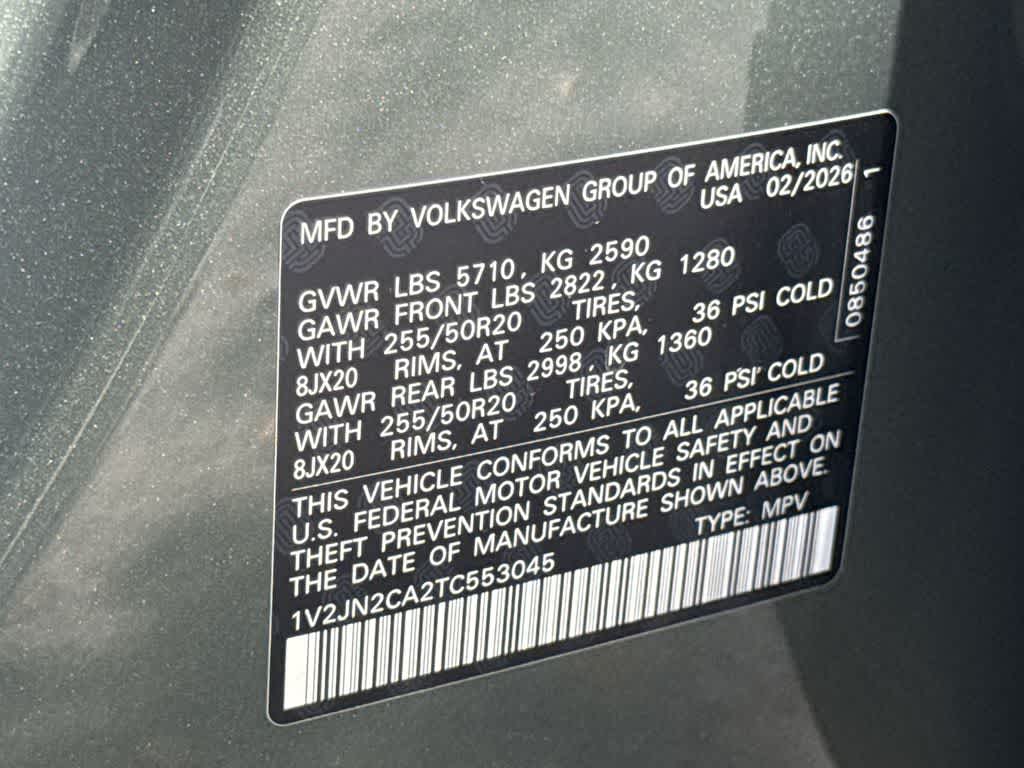 MFD BY VOLKSWAGEN GROUP OF AMERICA, INC.
USA 02/2026
GVWR LBS 5710, KG 2590
GAWR FRONT LBS 2822, KG 1280
WITH 255/50R20 TIRES,
8JX20 RIMS, AT 250 KPA, 36 PSI COLD
GAWR REAR LBS 2998, KG 1360
WITH 255/50R20 TIRES,
8JX20 RIMS, AT 250 KPA, 36 PSI COLD
THIS VEHICLE CONFORMS TO ALL APPLICABLE
U.S. FEDERAL MOTOR VEHICLE SAFETY AND
THEFT PREVENTION STANDARDS IN EFFECT ON
THE DATE OF MANUFACTURE SHOWN ABOVE.
1V2JN2CA2TC553045 TYPE: MPV
0850486 1